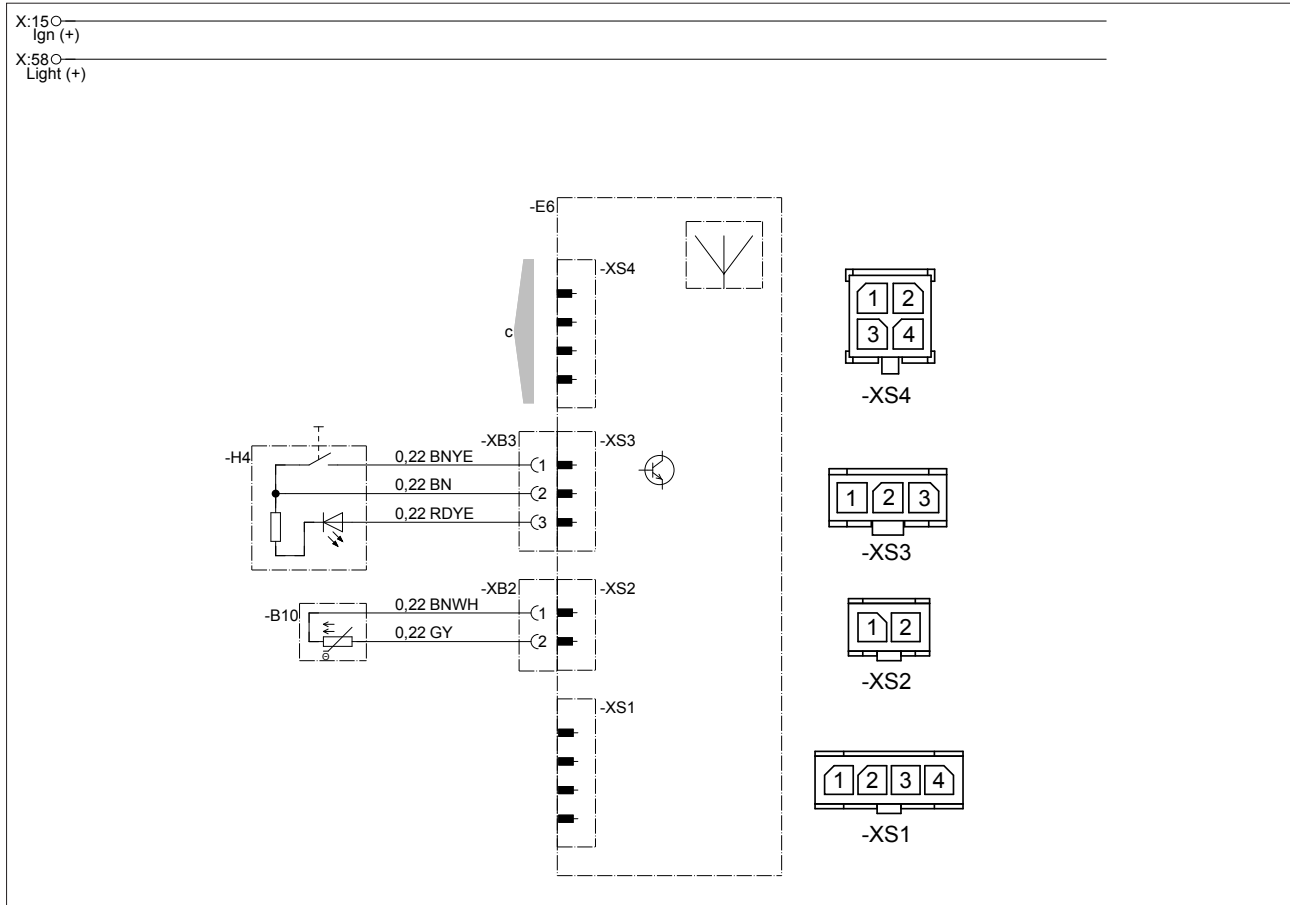 X:15
Ign (+)
X:58
Light (+)
-E6
-XS4
c
1 2
3 4
-XS4
-XB3 -XS3
-H4
0,22 BNYE 1
0,22 BN 2
0,22 RDYE 3
1 2 3
-XS3
-XB2 -XS2
-B10
0,22 BNWH 1
0,22 GY 2
Θ
1 2
-XS2
-XS1
1 2 3 4
-XS1